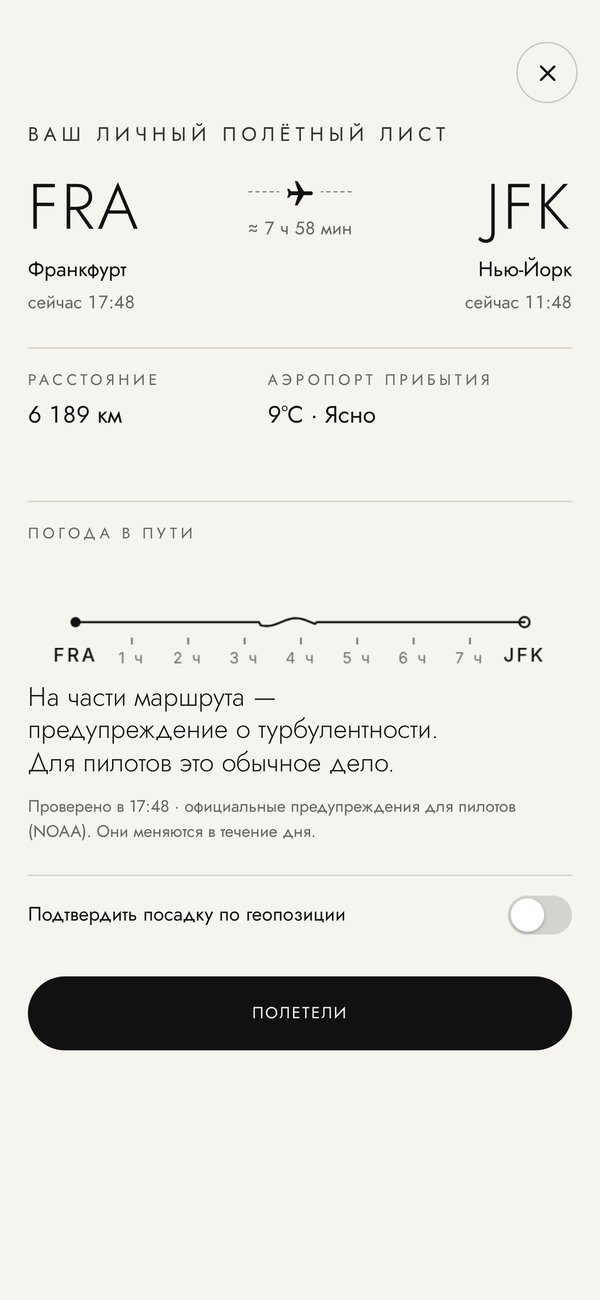 ВАШ ЛИЧНЫЙ ПОЛЁТНЫЙ ЛИСТ
FRA JFK
≈ 7 ч 58 мин
Франкфурт Нью-Йорк
сейчас 17:48 сейчас 11:48
РАССТОЯНИЕ АЭРОПОРТ ПРИБЫТИЯ
6 189 км 9°C · Ясно
ПОГОДА В ПУТИ
FRA 1 ч 2 ч 3 ч 4 ч 5 ч 6 ч 7 ч JFK
На части маршрута —
предупреждение о турбулентности.
Для пилотов это обычное дело.
Проверено в 17:48 · официальные предупреждения для пилотов
(NOAA). Они меняются в течение дня.
Подтвердить посадку по геопозиции
ПОЛЕТЕЛИ